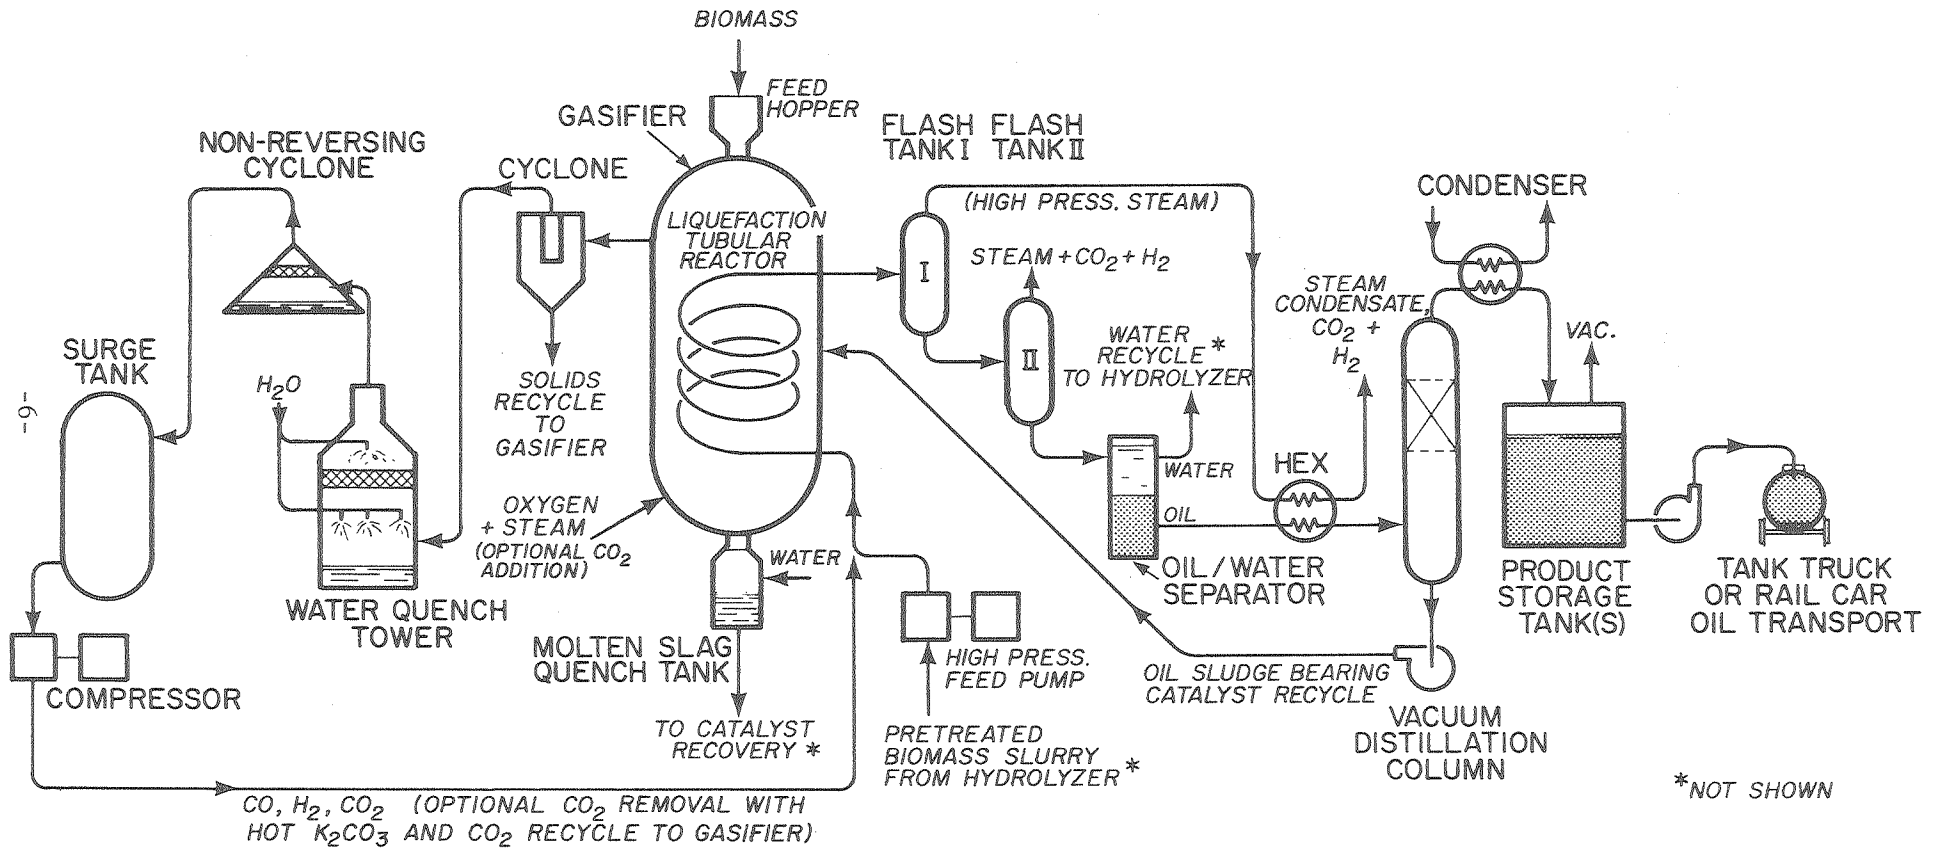 BIOMASS
FEED
HOPPER
GASIFIER
NON-REVERSING
CYCLONE
CYCLONE
FLASH FLASH
TANK I TANK II
LIQUEFACTION
TUBULAR
REACTOR
(HIGH PRESS. STEAM)
CONDENSER
I
STEAM + CO₂ + H₂
STEAM
CONDENSATE,
CO₂ +
H₂
II
WATER
RECYCLE *
TO HYDROLYZER
VAC.
SURGE
TANK
H₂O
SOLIDS
RECYCLE
TO
GASIFIER
-9-
WATER
HEX
OIL
OXYGEN
+ STEAM
(OPTIONAL CO₂
ADDITION)
WATER
OIL/WATER
SEPARATOR
PRODUCT
STORAGE
TANK(S)
TANK TRUCK
OR RAIL CAR
OIL TRANSPORT
WATER QUENCH
TOWER
MOLTEN SLAG
QUENCH TANK
HIGH PRESS.
FEED PUMP
OIL SLUDGE BEARING
CATALYST RECYCLE
COMPRESSOR
TO CATALYST
RECOVERY *
PRETREATED
BIOMASS SLURRY
FROM HYDROLYZER *
VACUUM
DISTILLATION
COLUMN
*NOT SHOWN
CO, H₂, CO₂ (OPTIONAL CO₂ REMOVAL WITH
HOT K₂CO₃ AND CO₂ RECYCLE TO GASIFIER)